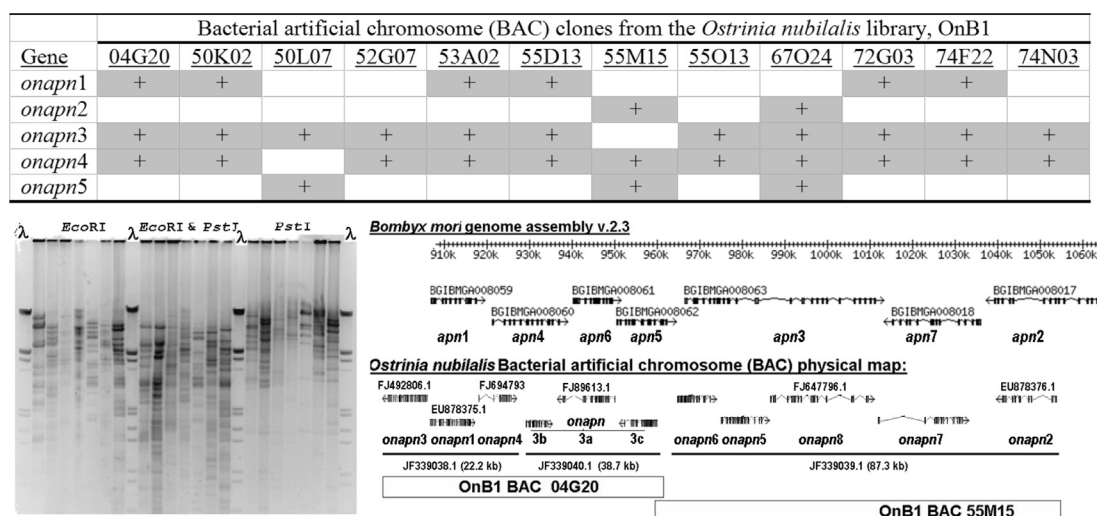 Bacterial artificial chromosome (BAC) clones from the Ostrinia nubilalis library, OnB1
Gene 04G20 50K02 50L07 52G07 53A02 55D13 55M15 55O13 67O24 72G03 74F22 74N03
onapn1 + + + + + +
onapn2 + +
onapn3 + + + + + + + + + + +
onapn4 + + + + + + + + + + +
onapn5 + + +
λ EcoRI λ EcoRI & PstI λ PstI λ
Bombyx mori genome assembly v.2.3
910k 920k 930k 940k 950k 960k 970k 980k 990k 1000k 1010k 1020k 1030k 1040k 1050k 1060k
BGIBMGA008059 BGIBMGA008061 BGIBMGA008063 BGIBMGA008017
BGIBMGA008060 BGIBMGA008062 BGIBMGA008018
apn1 apn4 apn6 apn5 apn3 apn7 apn2
Ostrinia nubilalis Bacterial artificial chromosome (BAC) physical map:
FJ492806.1 FJ694793 FJ89613.1 FJ647796.1 EU878376.1
EU878375.1
onapn3 onapn1 onapn4 3b onapn 3a 3c onapn6 onapn5 onapn8 onapn7 onapn2
JF339038.1 (22.2 kb) JF339040.1 (38.7 kb) JF339039.1 (87.3 kb)
OnB1 BAC 04G20
OnB1 BAC 55M15